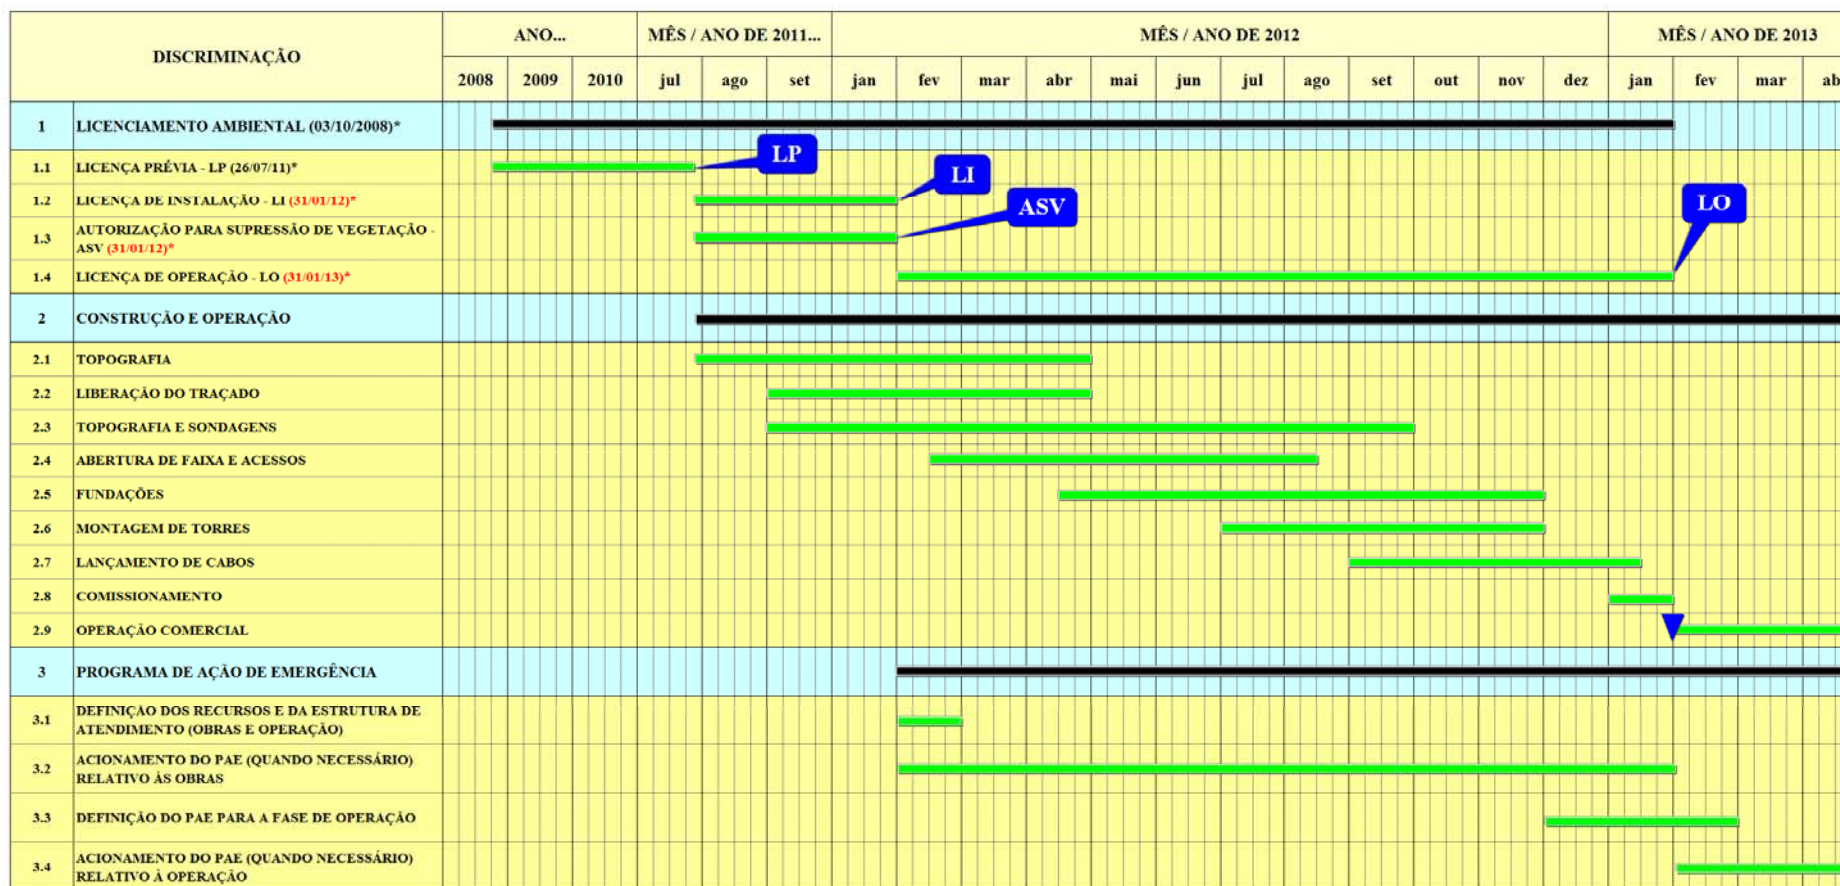 DISCRIMINAÇÃO
ANO...
MÊS / ANO DE 2011...
MÊS / ANO DE 2012
MÊS / ANO DE 2013
2008 2009 2010 jul ago set jan fev mar abr mai jun jul ago set out nov dez jan fev mar ab
1 LICENCIAMENTO AMBIENTAL (03/10/2008)*
1.1 LICENÇA PRÉVIA - LP (26/07/11)*
LP
1.2 LICENÇA DE INSTALAÇÃO - LI (31/01/12)*
LI
1.3 AUTORIZAÇÃO PARA SUPRESSÃO DE VEGETAÇÃO -
ASV (31/01/12)*
ASV
1.4 LICENÇA DE OPERAÇÃO - LO (31/01/13)*
LO
2 CONSTRUÇÃO E OPERAÇÃO
2.1 TOPOGRAFIA
2.2 LIBERAÇÃO DO TRAÇADO
2.3 TOPOGRAFIA E SONDAGENS
2.4 ABERTURA DE FAIXA E ACESSOS
2.5 FUNDAÇÕES
2.6 MONTAGEM DE TORRES
2.7 LANÇAMENTO DE CABOS
2.8 COMISSIONAMENTO
2.9 OPERAÇÃO COMERCIAL
3 PROGRAMA DE AÇÃO DE EMERGÊNCIA
3.1 DEFINIÇÃO DOS RECURSOS E DA ESTRUTURA DE
ATENDIMENTO (OBRAS E OPERAÇÃO)
3.2 ACIONAMENTO DO PAE (QUANDO NECESSÁRIO)
RELATIVO ÀS OBRAS
3.3 DEFINIÇÃO DO PAE PARA A FASE DE OPERAÇÃO
3.4 ACIONAMENTO DO PAE (QUANDO NECESSÁRIO)
RELATIVO À OPERAÇÃO